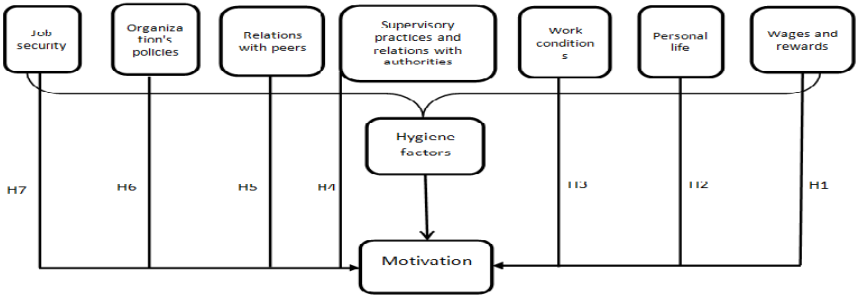 Job
security
Organiza
tion's
policies
Relations
with peers
Supervisory
practices and
relations with
authorities
Work
condition
s
Personal
life
Wages and
rewards
Hygiene
factors
H7
H6
H5
H4
H3
H2
H1
Motivation